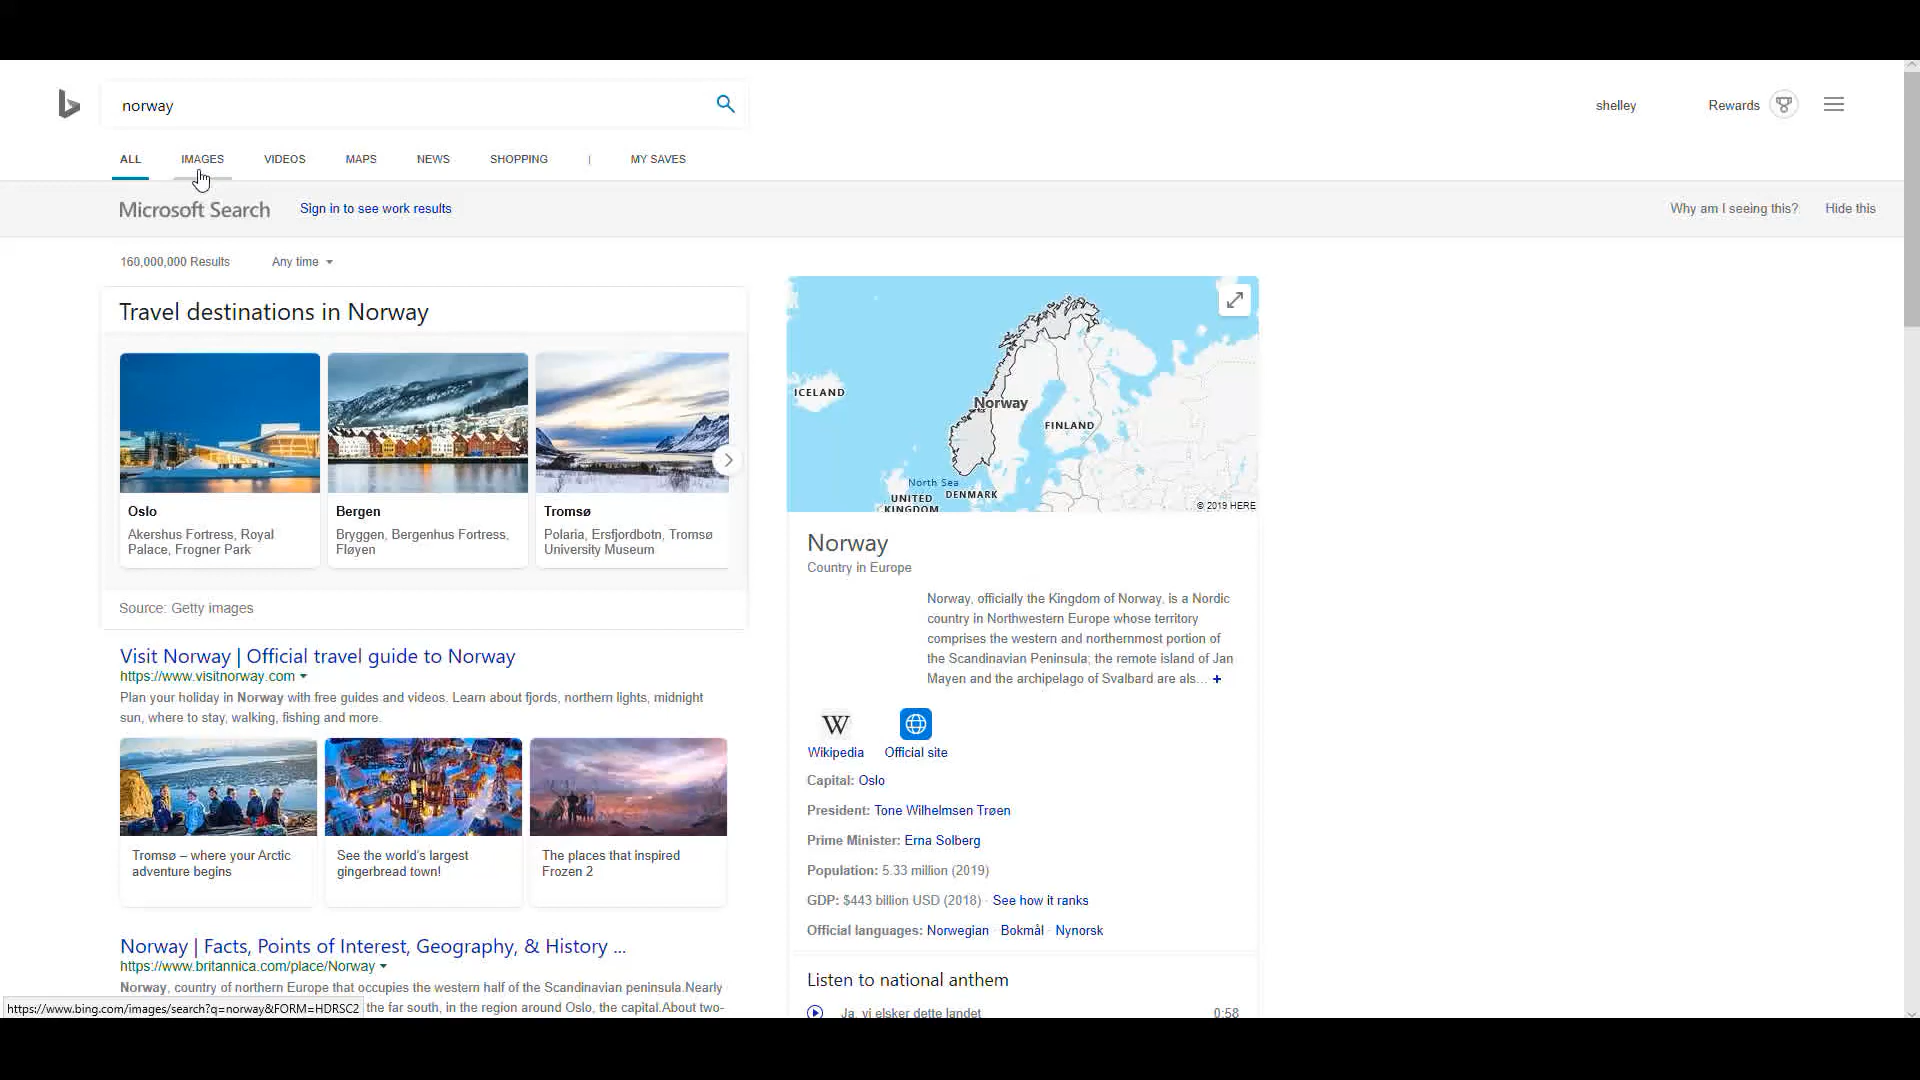 norway
shelley
Rewards
ALL
IMAGES
VIDEOS
MAPS
NEWS
SHOPPING
|
MY SAVES
Microsoft Search
Sign in to see work results
Why am I seeing this?
Hide this
160,000,000 Results
Any time
Travel destinations in Norway
Oslo
Akershus Fortress, Royal
Palace, Frogner Park
Bergen
Bryggen, Bergenhus Fortress,
Fløyen
Tromsø
Polaria, Ersfjordbotn, Tromsø
University Museum
Source: Getty images
Visit Norway | Official travel guide to Norway
https://www.visitnorway.com
Plan your holiday in Norway with free guides and videos. Learn about fjords, northern lights, midnight
sun, where to stay, walking, fishing and more.
Tromsø – where your Arctic
adventure begins
See the world's largest
gingerbread town!
The places that inspired
Frozen 2
Norway | Facts, Points of Interest, Geography, & History ...
https://www.britannica.com/place/Norway
Norway, country of northern Europe that occupies the western half of the Scandinavian peninsula.Nearly
the far south, in the region around Oslo, the capital.About two-
https://www.bing.com/images/search?q=norway&FORM=HDRSC2
ICELAND
Norway
FINLAND
North Sea
UNITED
KINGDOM
DENMARK
© 2019 HERE
Norway
Country in Europe
Norway, officially the Kingdom of Norway, is a Nordic
country in Northwestern Europe whose territory
comprises the western and northernmost portion of
the Scandinavian Peninsula; the remote island of Jan
Mayen and the archipelago of Svalbard are als... +
W
Wikipedia
Official site
Capital: Oslo
President: Tone Wilhelmsen Trøen
Prime Minister: Erna Solberg
Population: 5.33 million (2019)
GDP: $443 billion USD (2018) · See how it ranks
Official languages: Norwegian · Bokmål · Nynorsk
Listen to national anthem
Ja, vi elsker dette landet
0:58